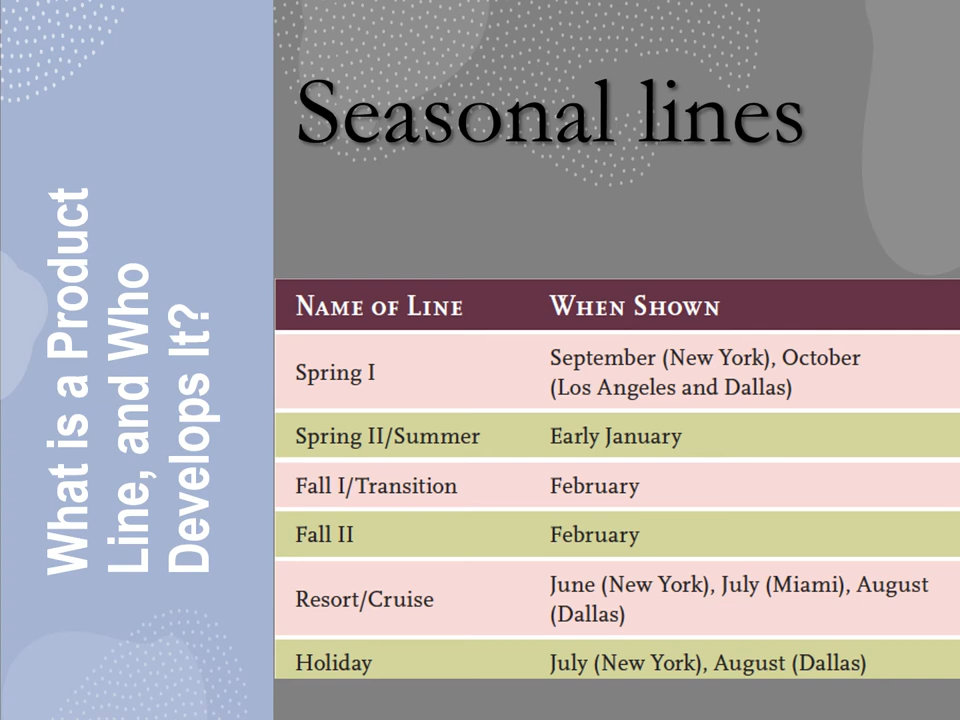 What is a Product
Line, and Who
Develops It?
Seasonal lines
NAME OF LINE WHEN SHOWN
Spring I September (New York), October
(Los Angeles and Dallas)
Spring II/Summer Early January
Fall I/Transition February
Fall II February
Resort/Cruise June (New York), July (Miami), August
(Dallas)
Holiday July (New York), August (Dallas)